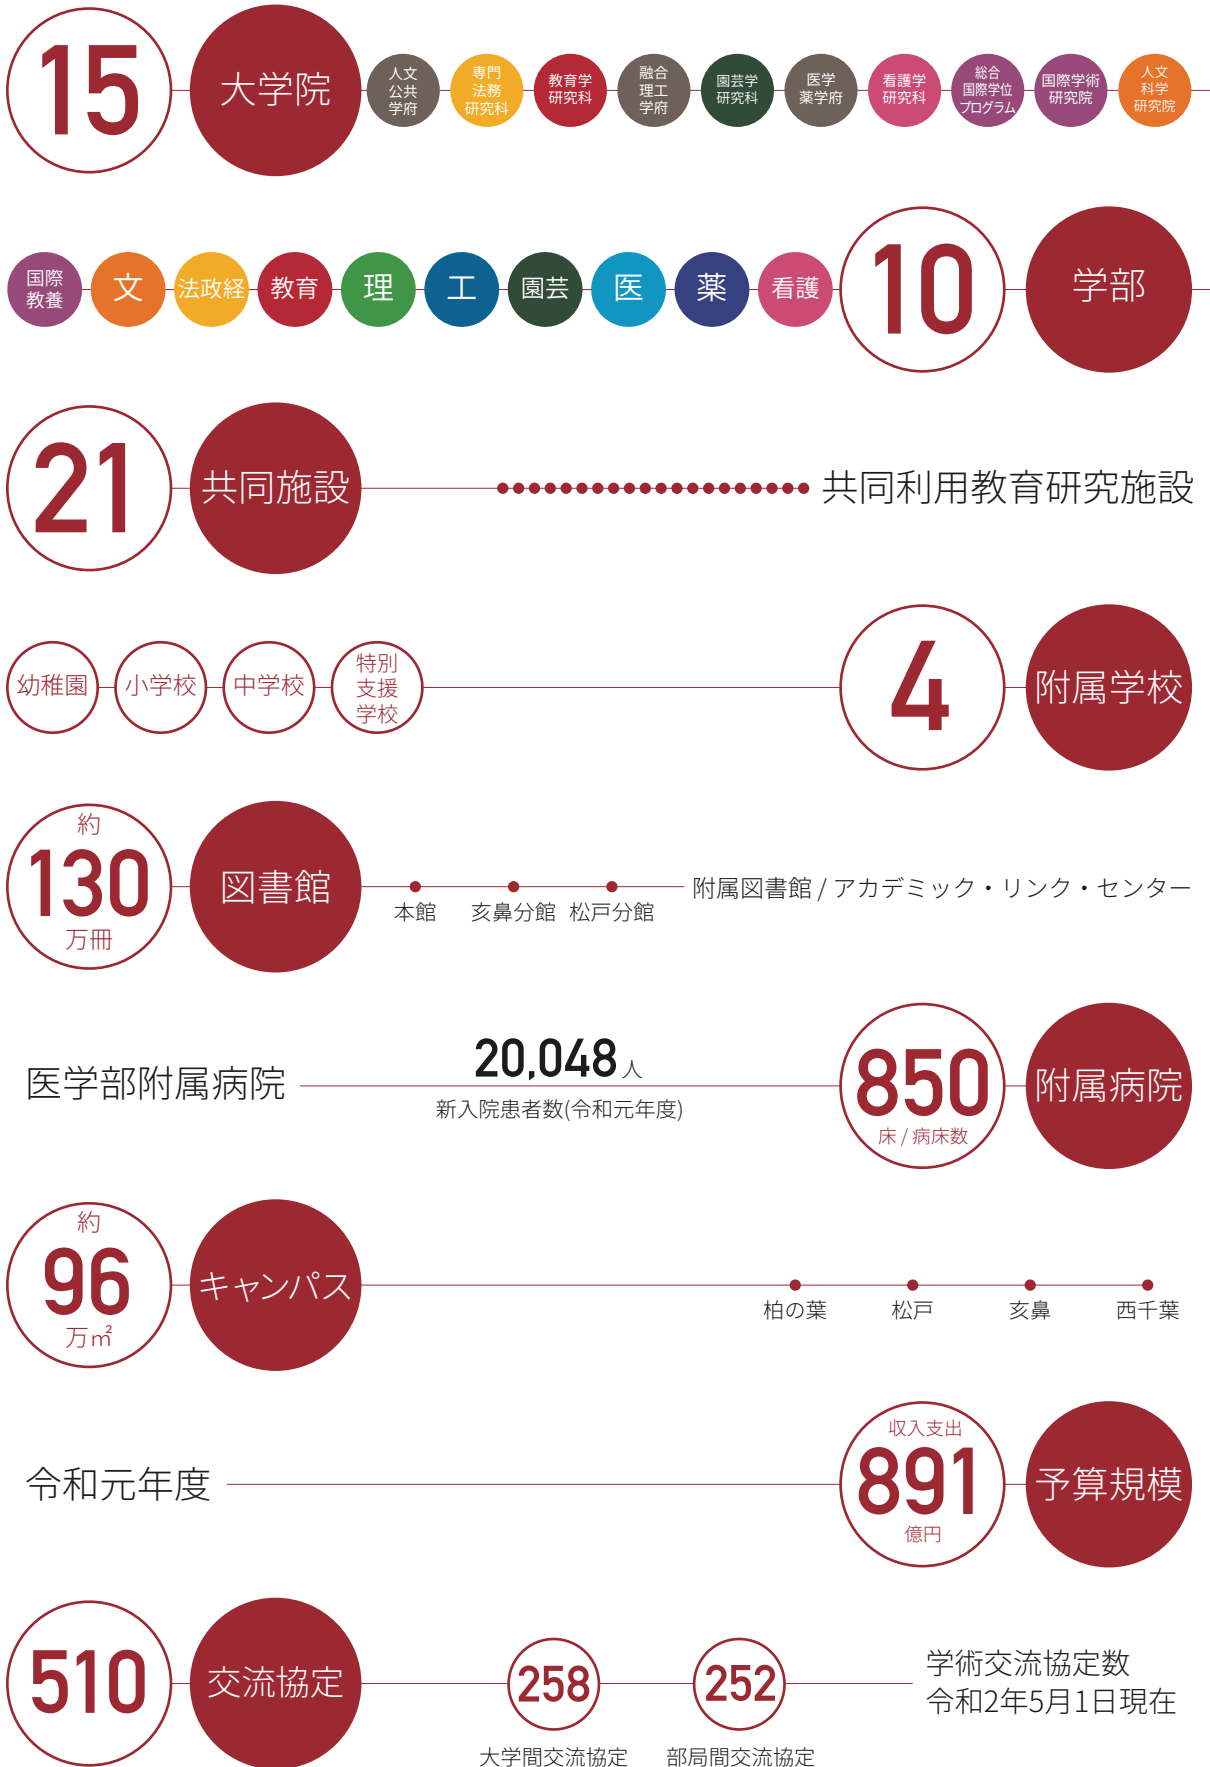 15
大学院
人文
公共
学府
専門
法務
研究科
教育学
研究科
融合
理工
学府
園芸学
研究科
医学
薬学府
看護学
研究科
総合
国際学位
プログラム
国際学術
研究院
人文
科学
研究院
国際
教養
文
法政経
教育
理
工
園芸
医
薬
看護
10
学部
21
共同施設
共同利用教育研究施設
幼稚園
小学校
中学校
特別
支援
学校
4
附属学校
約
130
万冊
図書館
本館
亥鼻分館
松戸分館
附属図書館 / アカデミック・リンク・センター
医学部附属病院
20,048人
新入院患者数(令和元年度)
850
床 / 病床数
附属病院
約
96
万㎡
キャンパス
柏の葉
松戸
亥鼻
西千葉
令和元年度
収入支出
891
億円
予算規模
510
交流協定
258
大学間交流協定
252
部局間交流協定
学術交流協定数
令和2年5月1日現在